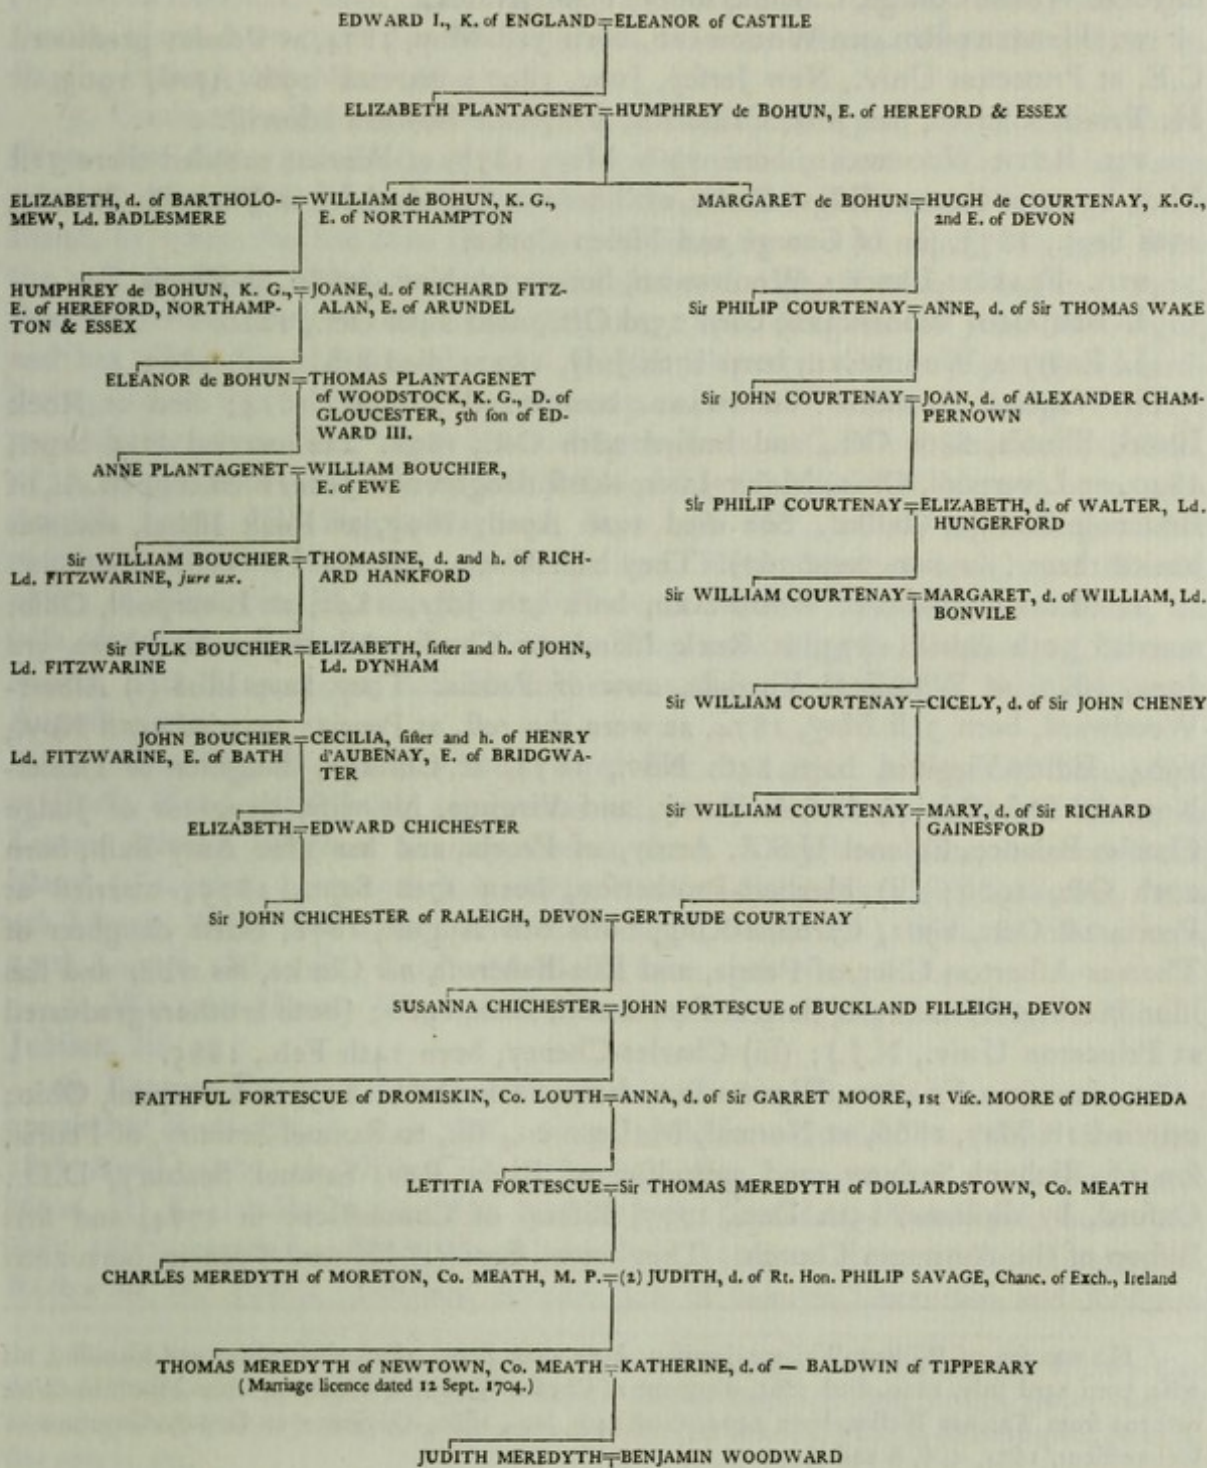 EDWARD I., K. of ENGLAND=ELEANOR of CASTILE
ELIZABETH PLANTAGENET=HUMPHREY de BOHUN, E. of HEREFORD & ESSEX
ELIZABETH, d. of BARTHOLO-
MEW, Ld. BADLESMERE
=WILLIAM de BOHUN, K. G.,
E. of NORTHAMPTON
MARGARET de BOHUN=HUGH de COURTENAY, K.G.,
2nd E. of DEVON
HUMPHREY de BOHUN, K. G.,
E. of HEREFORD, NORTHAMP-
TON & ESSEX
=JOANE, d. of RICHARD FITZ-
ALAN, E. of ARUNDEL
Sir PHILIP COURTENAY=ANNE, d. of Sir THOMAS WAKE
ELEANOR de BOHUN=THOMAS PLANTAGENET
of WOODSTOCK, K. G., D. of
GLOUCESTER, 5th ſon of ED-
WARD III.
Sir JOHN COURTENAY=JOAN, d. of ALEXANDER CHAM-
PERNOWN
ANNE PLANTAGENET=WILLIAM BOUCHIER,
E. of EWE
Sir PHILIP COURTENAY=ELIZABETH, d. of WALTER, Ld.
HUNGERFORD
Sir WILLIAM BOUCHIER
Ld. FITZWARINE, jure ux.
=THOMASINE, d. and h. of RICH-
ARD HANKFORD
Sir WILLIAM COURTENAY=MARGARET, d. of WILLIAM, Ld.
BONVILE
Sir FULK BOUCHIER
Ld. FITZWARINE
=ELIZABETH, ſiſter and h. of JOHN,
Ld. DYNHAM
Sir WILLIAM COURTENAY=CICELY, d. of Sir JOHN CHENEY
JOHN BOUCHIER
Ld. FITZWARINE, E. of BATH
=CECILIA, ſiſter and h. of HENRY
d'AUBENAY, E. of BRIDGWA-
TER
Sir WILLIAM COURTENAY=MARY, d. of Sir RICHARD
GAINESFORD
ELIZABETH=EDWARD CHICHESTER
Sir JOHN CHICHESTER of RALEIGH, DEVON=GERTRUDE COURTENAY
SUSANNA CHICHESTER=JOHN FORTESCUE of BUCKLAND FILLEIGH, DEVON
FAITHFUL FORTESCUE of DROMISKIN, Co. LOUTH=ANNA, d. of Sir GARRET MOORE, 1st Viſc. MOORE of DROGHEDA
LETITIA FORTESCUE=Sir THOMAS MEREDYTH of DOLLARDSTOWN, Co. MEATH
CHARLES MEREDYTH of MORETON, Co. MEATH, M. P.=(2) JUDITH, d. of Rt. Hon. PHILIP SAVAGE, Chanc. of Exch., Ireland
THOMAS MEREDYTH of NEWTOWN, Co. MEATH=KATHERINE, d. of — BALDWIN of TIPPERARY
(Marriage licence dated 12 Sept. 1704.)
JUDITH MEREDYTH=BENJAMIN WOODWARD